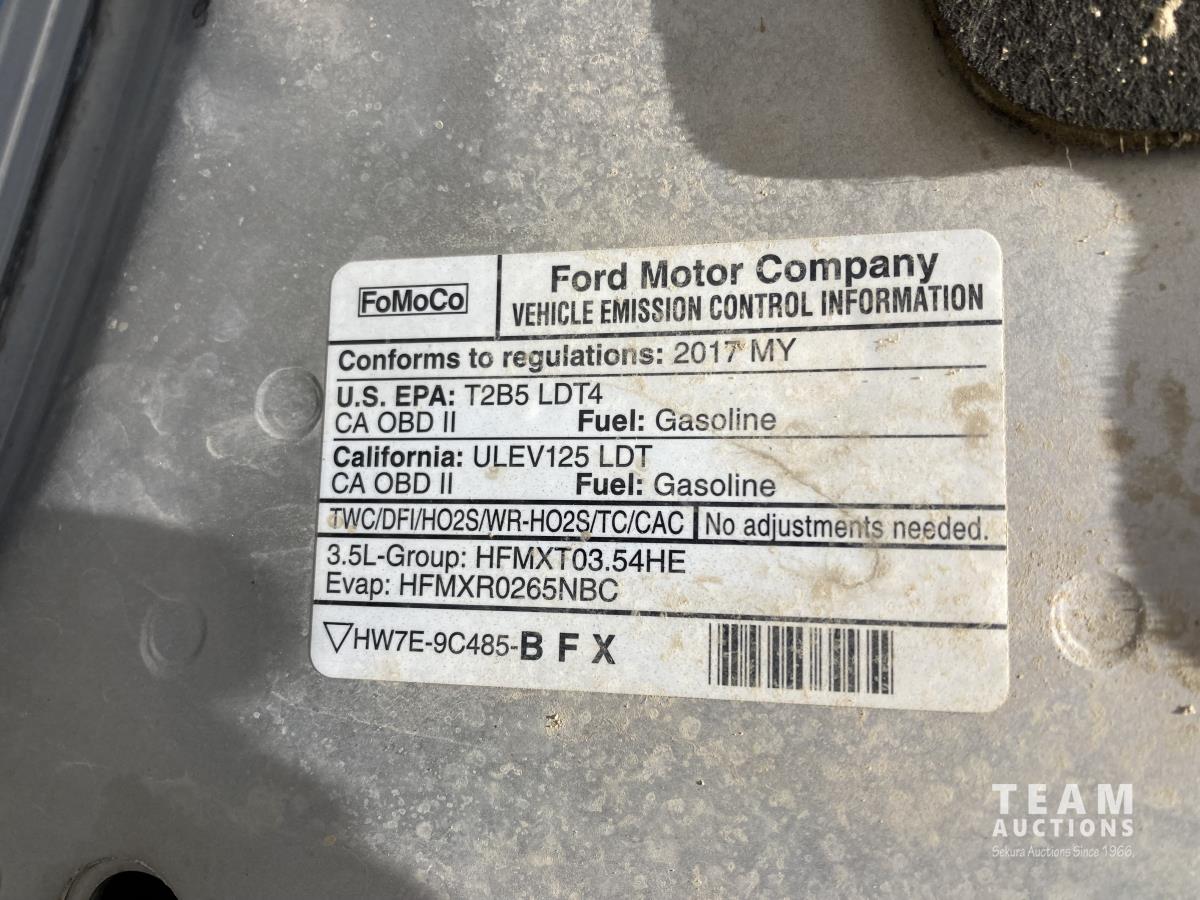 FoMoCo
Ford Motor Company
VEHICLE EMISSION CONTROL INFORMATION
Conforms to regulations: 2017 MY
U.S. EPA: T2B5 LDT4
CA OBD II Fuel: Gasoline
California: ULEV125 LDT
CA OBD II Fuel: Gasoline
TWC/DFI/HO2S/WR-HO2S/TC/CAC No adjustments needed.
3.5L-Group: HFMXT03.54HE
Evap: HFMXR0265NBC
▽HW7E-9C485-B F X
TEAM
AUCTIONS
Sekura Auctions Since 1966.